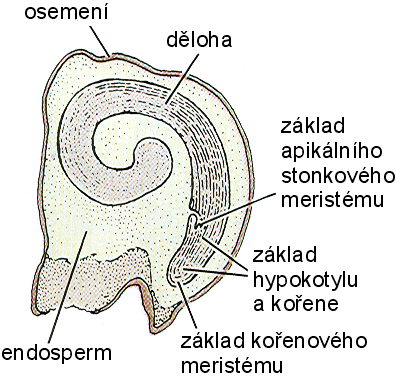 osemení
děloha
základ
apikálního
stonkového
meristému
základ
hypokotylu
a kořene
základ kořenového
meristému
endosperm